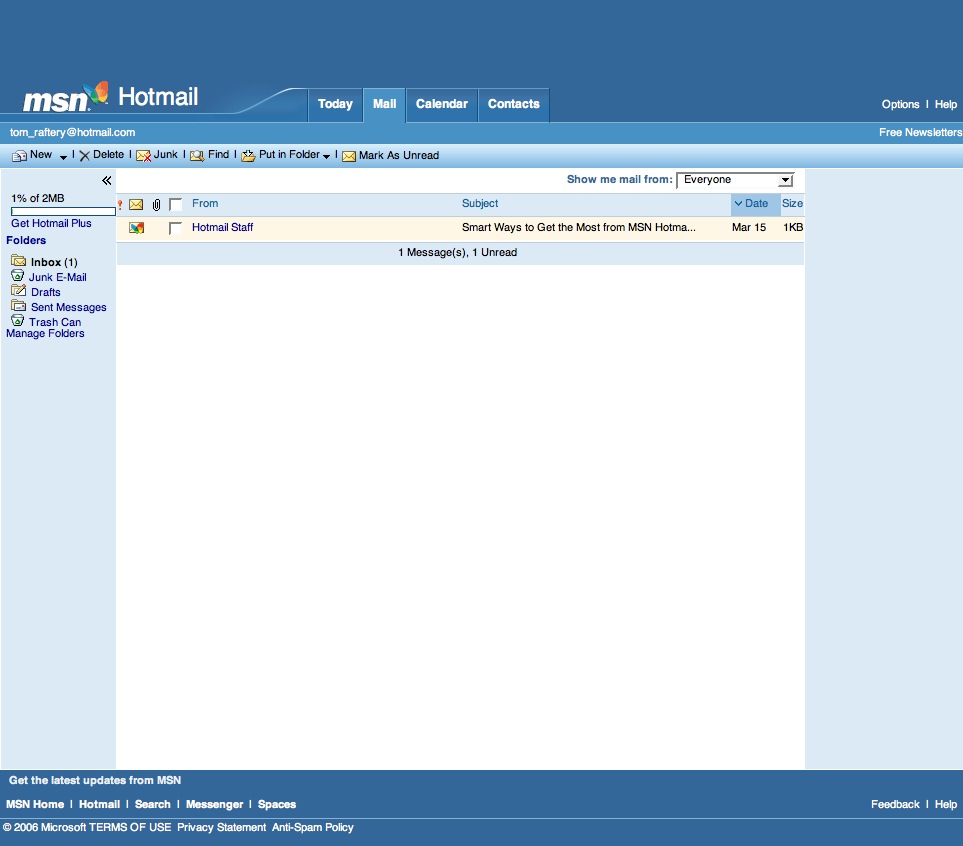 msn Hotmail Today Mail Calendar Contacts Options | Help
tom_raftery@hotmail.com Free Newsletters
New | Delete | Junk | Find | Put in Folder | Mark As Unread
«
Show me mail from: Everyone
1% of 2MB
Get Hotmail Plus
Folders
Inbox (1)
Junk E-Mail
Drafts
Sent Messages
Trash Can
Manage Folders
! From Subject Date Size
Hotmail Staff Smart Ways to Get the Most from MSN Hotma... Mar 15 1KB
1 Message(s), 1 Unread
Get the latest updates from MSN
MSN Home | Hotmail | Search | Messenger | Spaces Feedback | Help
© 2006 Microsoft TERMS OF USE Privacy Statement Anti-Spam Policy